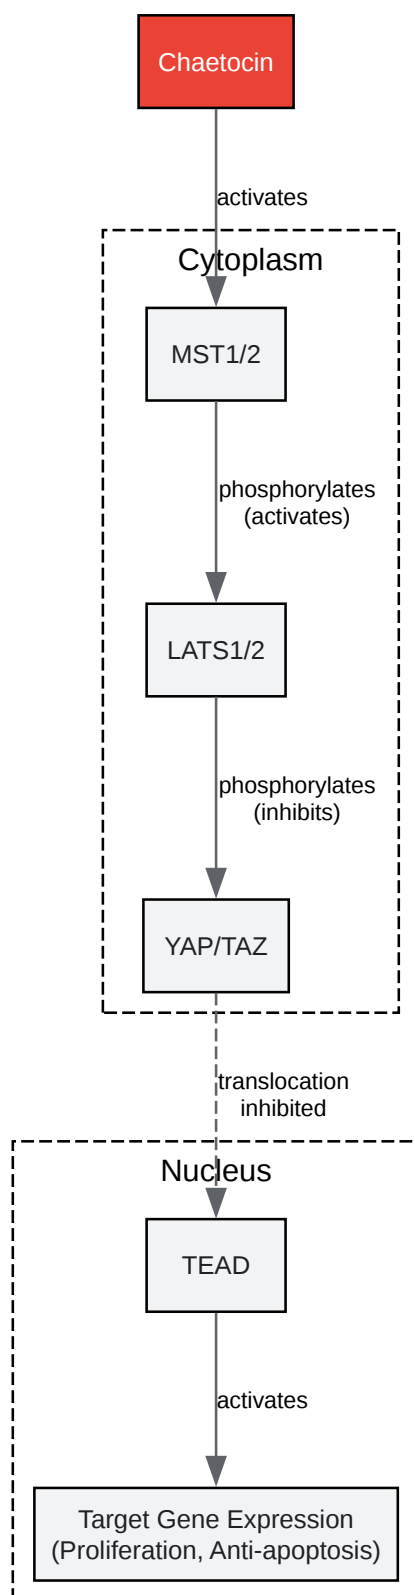 Chaetocin
activates
Cytoplasm
MST1/2
phosphorylates
(activates)
LATS1/2
phosphorylates
(inhibits)
YAP/TAZ
translocation
inhibited
Nucleus
TEAD
activates
Target Gene Expression
(Proliferation, Anti-apoptosis)